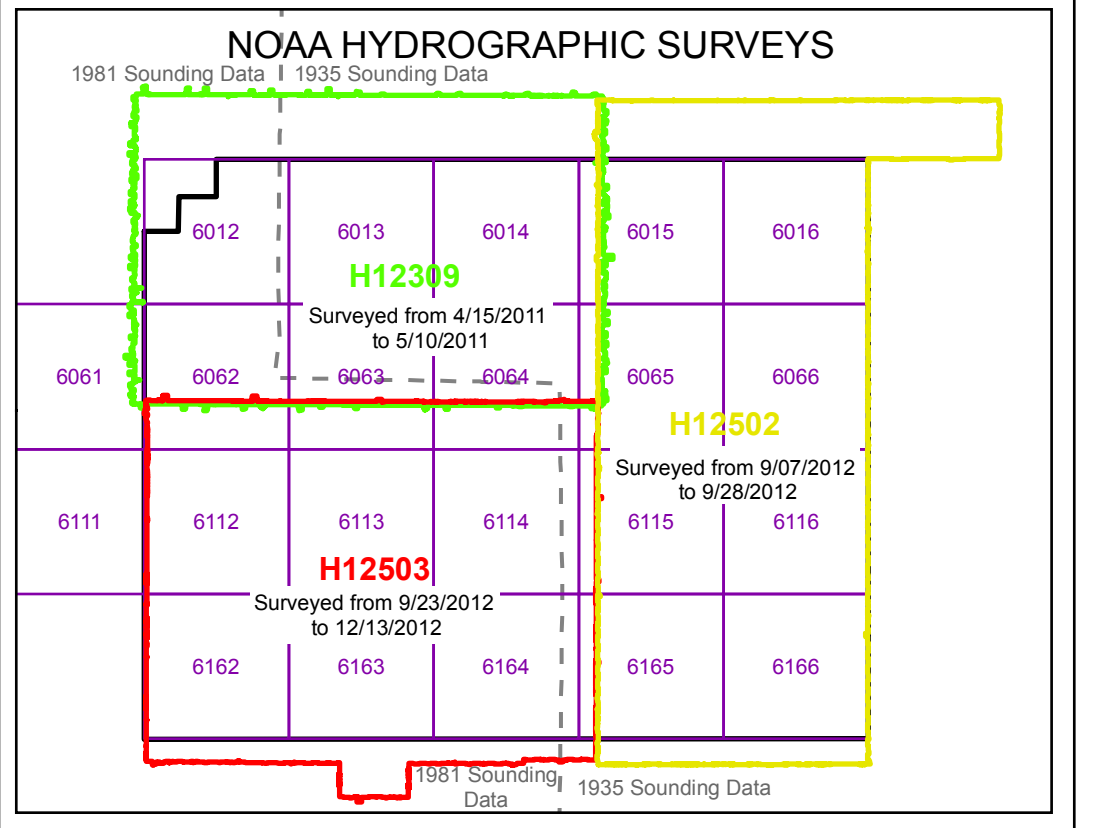 NOAA HYDROGRAPHIC SURVEYS
1981 Sounding Data
1935 Sounding Data
6012
6013
6014
6015
6016
H12309
Surveyed from 4/15/2011
to 5/10/2011
6061
6062
6063
6064
6065
6066
H12502
Surveyed from 9/07/2012
to 9/28/2012
6111
6112
6113
6114
6115
6116
H12503
Surveyed from 9/23/2012
to 12/13/2012
6162
6163
6164
6165
6166
1981 Sounding
Data
1935 Sounding Data